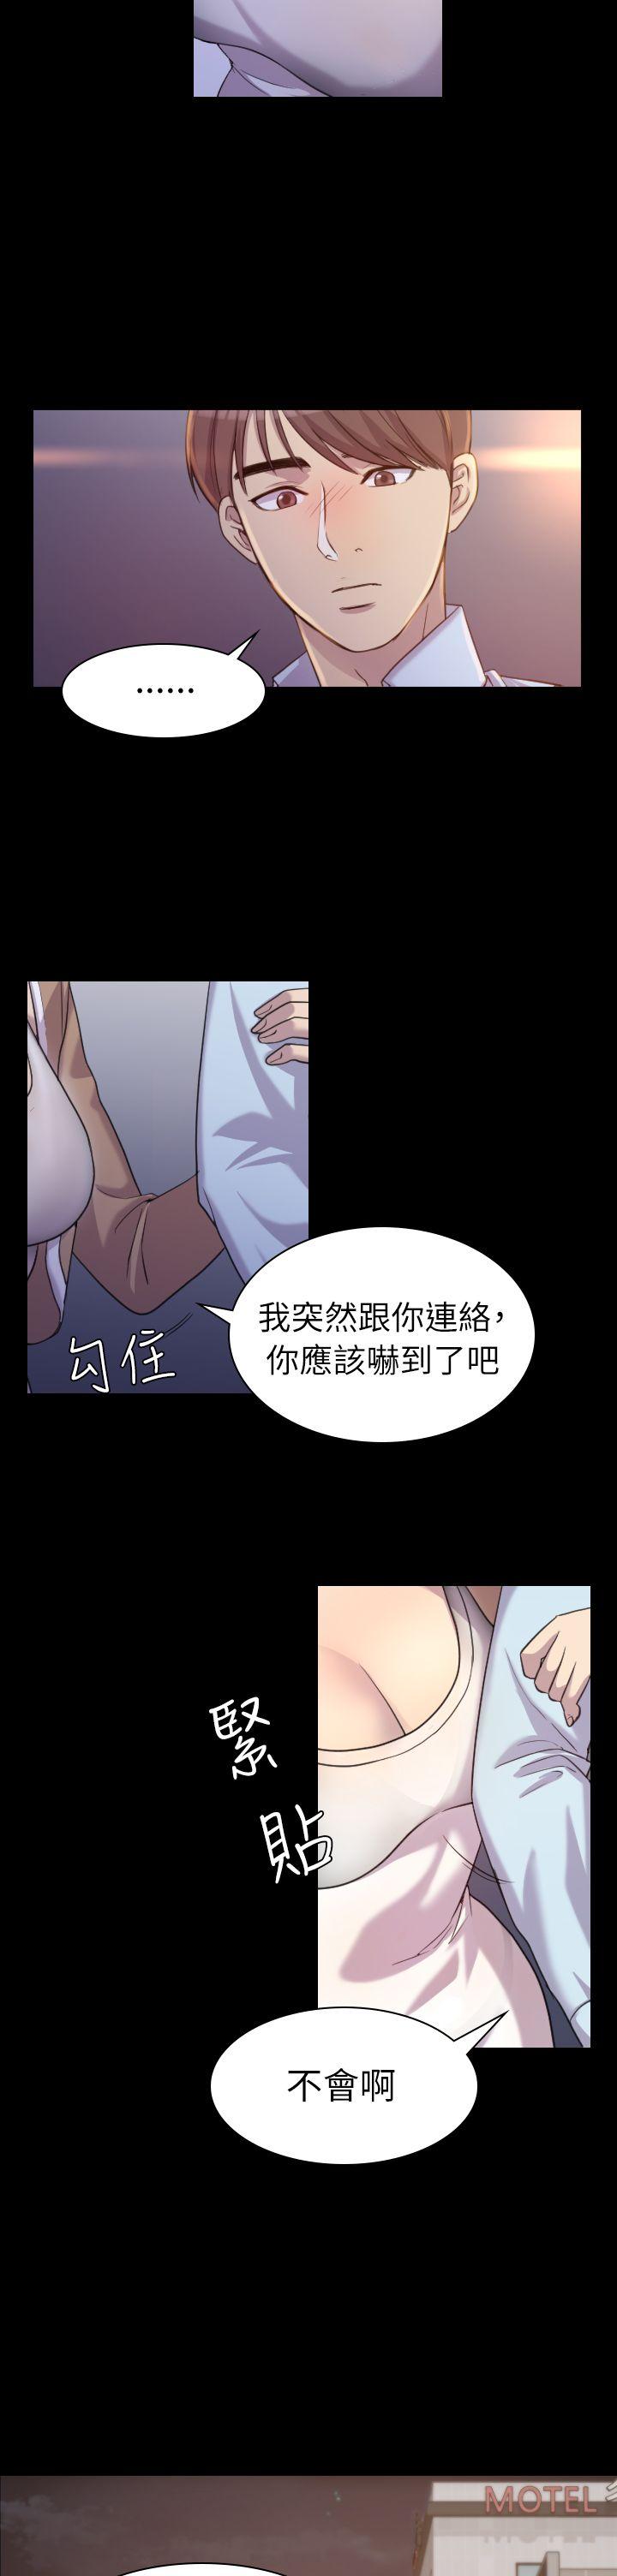 ......
勾住
我突然跟你連絡,
你應該嚇到了吧
緊
貼
不會啊
MOTEL